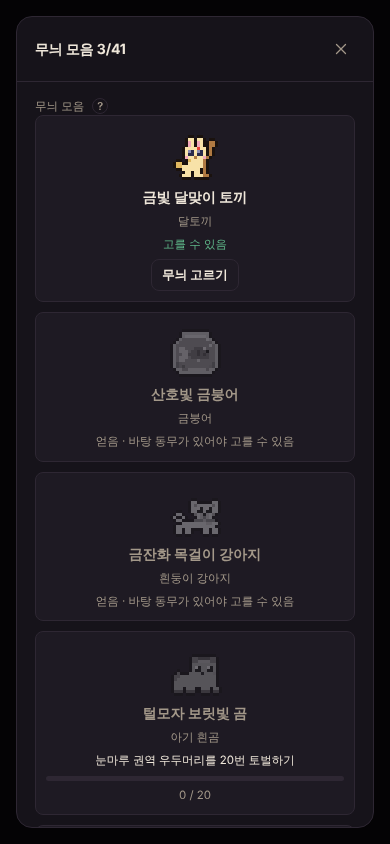 무늬 모음 3/41
무늬 모음 ?
금빛 달맞이 토끼
달토끼
고를 수 있음
무늬 고르기
산호빛 금붕어
금붕어
얻음 · 바탕 동무가 있어야 고를 수 있음
금잔화 목걸이 강아지
흰둥이 강아지
얻음 · 바탕 동무가 있어야 고를 수 있음
털모자 보릿빛 곰
아기 흰곰
눈마루 권역 우두머리를 20번 토벌하기
0 / 20